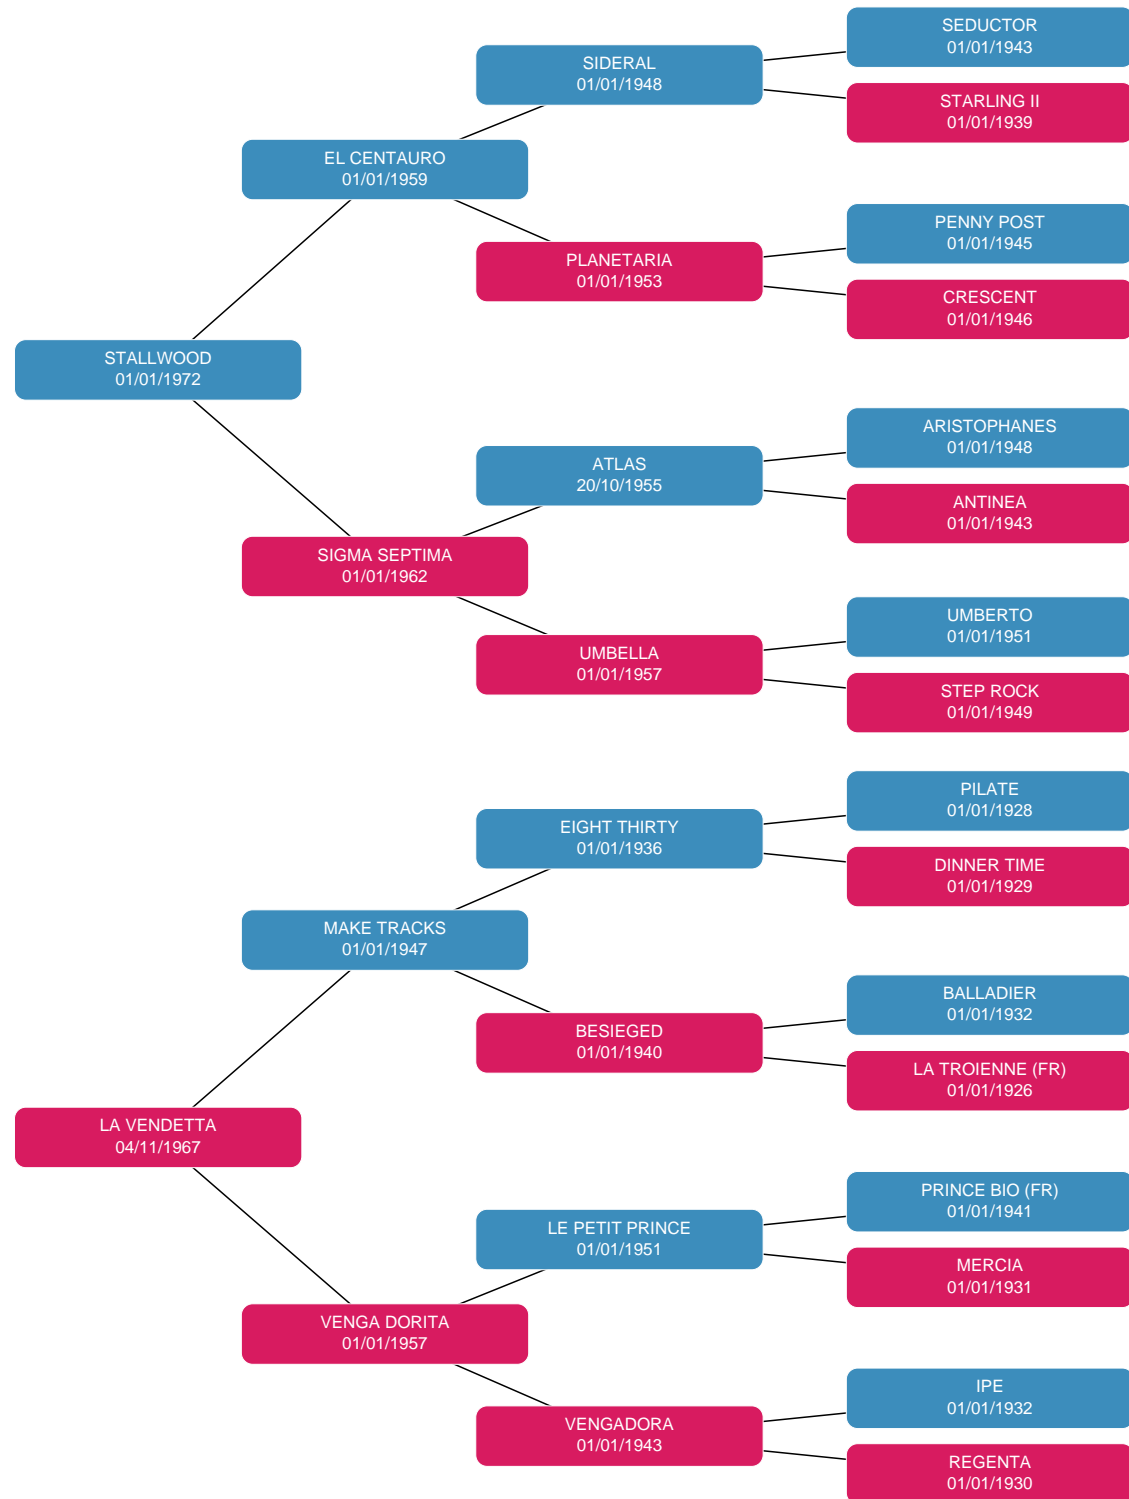 SEDUCTOR
01/01/1943
SIDERAL
01/01/1948
STARLING II
01/01/1939
EL CENTAURO
01/01/1959
PENNY POST
01/01/1945
PLANETARIA
01/01/1953
CRESCENT
01/01/1946
STALLWOOD
01/01/1972
ARISTOPHANES
01/01/1948
ATLAS
20/10/1955
ANTINEA
01/01/1943
SIGMA SEPTIMA
01/01/1962
UMBERTO
01/01/1951
UMBELLA
01/01/1957
STEP ROCK
01/01/1949
PILATE
01/01/1928
EIGHT THIRTY
01/01/1936
DINNER TIME
01/01/1929
MAKE TRACKS
01/01/1947
BALLADIER
01/01/1932
BESIEGED
01/01/1940
LA TROIENNE (FR)
01/01/1926
LA VENDETTA
04/11/1967
PRINCE BIO (FR)
01/01/1941
LE PETIT PRINCE
01/01/1951
MERCIA
01/01/1931
VENGA DORITA
01/01/1957
IPE
01/01/1932
VENGADORA
01/01/1943
REGENTA
01/01/1930